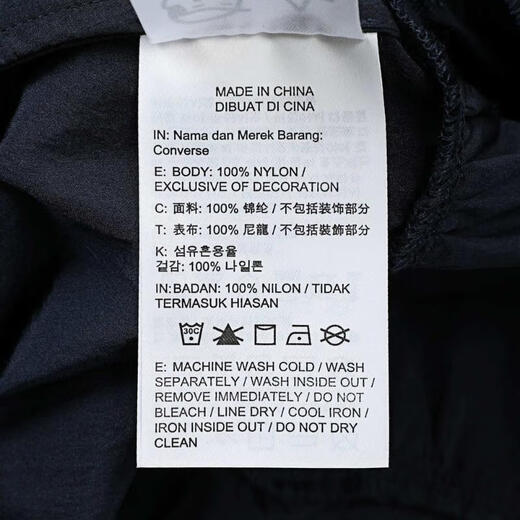 MADE IN CHINA
DIBUAT DI CINA
IN: Nama dan Merek Barang:
Converse
E: BODY: 100% NYLON /
EXCLUSIVE OF DECORATION
C: 面料: 100% 锦纶 / 不包括装饰部分
T: 表布: 100% 尼龍 / 不包括裝飾部分
K: 섬유혼용율
겉감: 100% 나일론
IN:BADAN: 100% NILON / TIDAK
TERMASUK HIASAN
30C
E: MACHINE WASH COLD / WASH
SEPARATELY / WASH INSIDE OUT /
REMOVE IMMEDIATELY / DO NOT
BLEACH / LINE DRY / COOL IRON /
IRON INSIDE OUT / DO NOT DRY
CLEAN